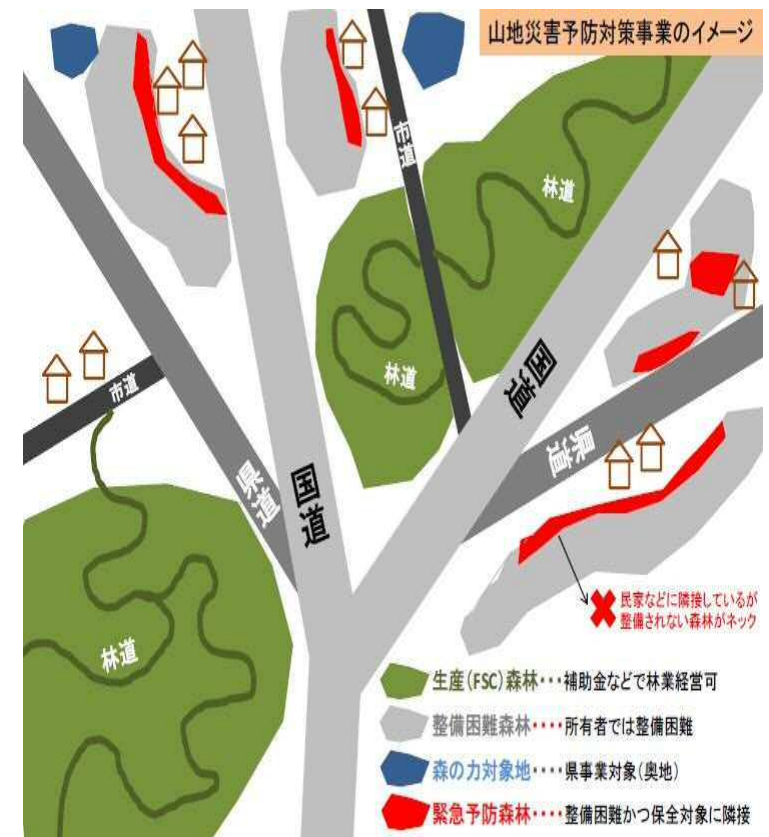 山地災害予防対策事業のイメージ
市道
林道
林道
国道
市道
県道
国道
県道
林道
✖ 民家などに隣接しているが
整備されない森林がネック
生産(FSC)森林・・・補助金などで林業経営可
整備困難森林・・・・所有者では整備困難
森の力対象地・・・・県事業対象(奥地)
緊急予防森林・・・・整備困難かつ保全対象に隣接